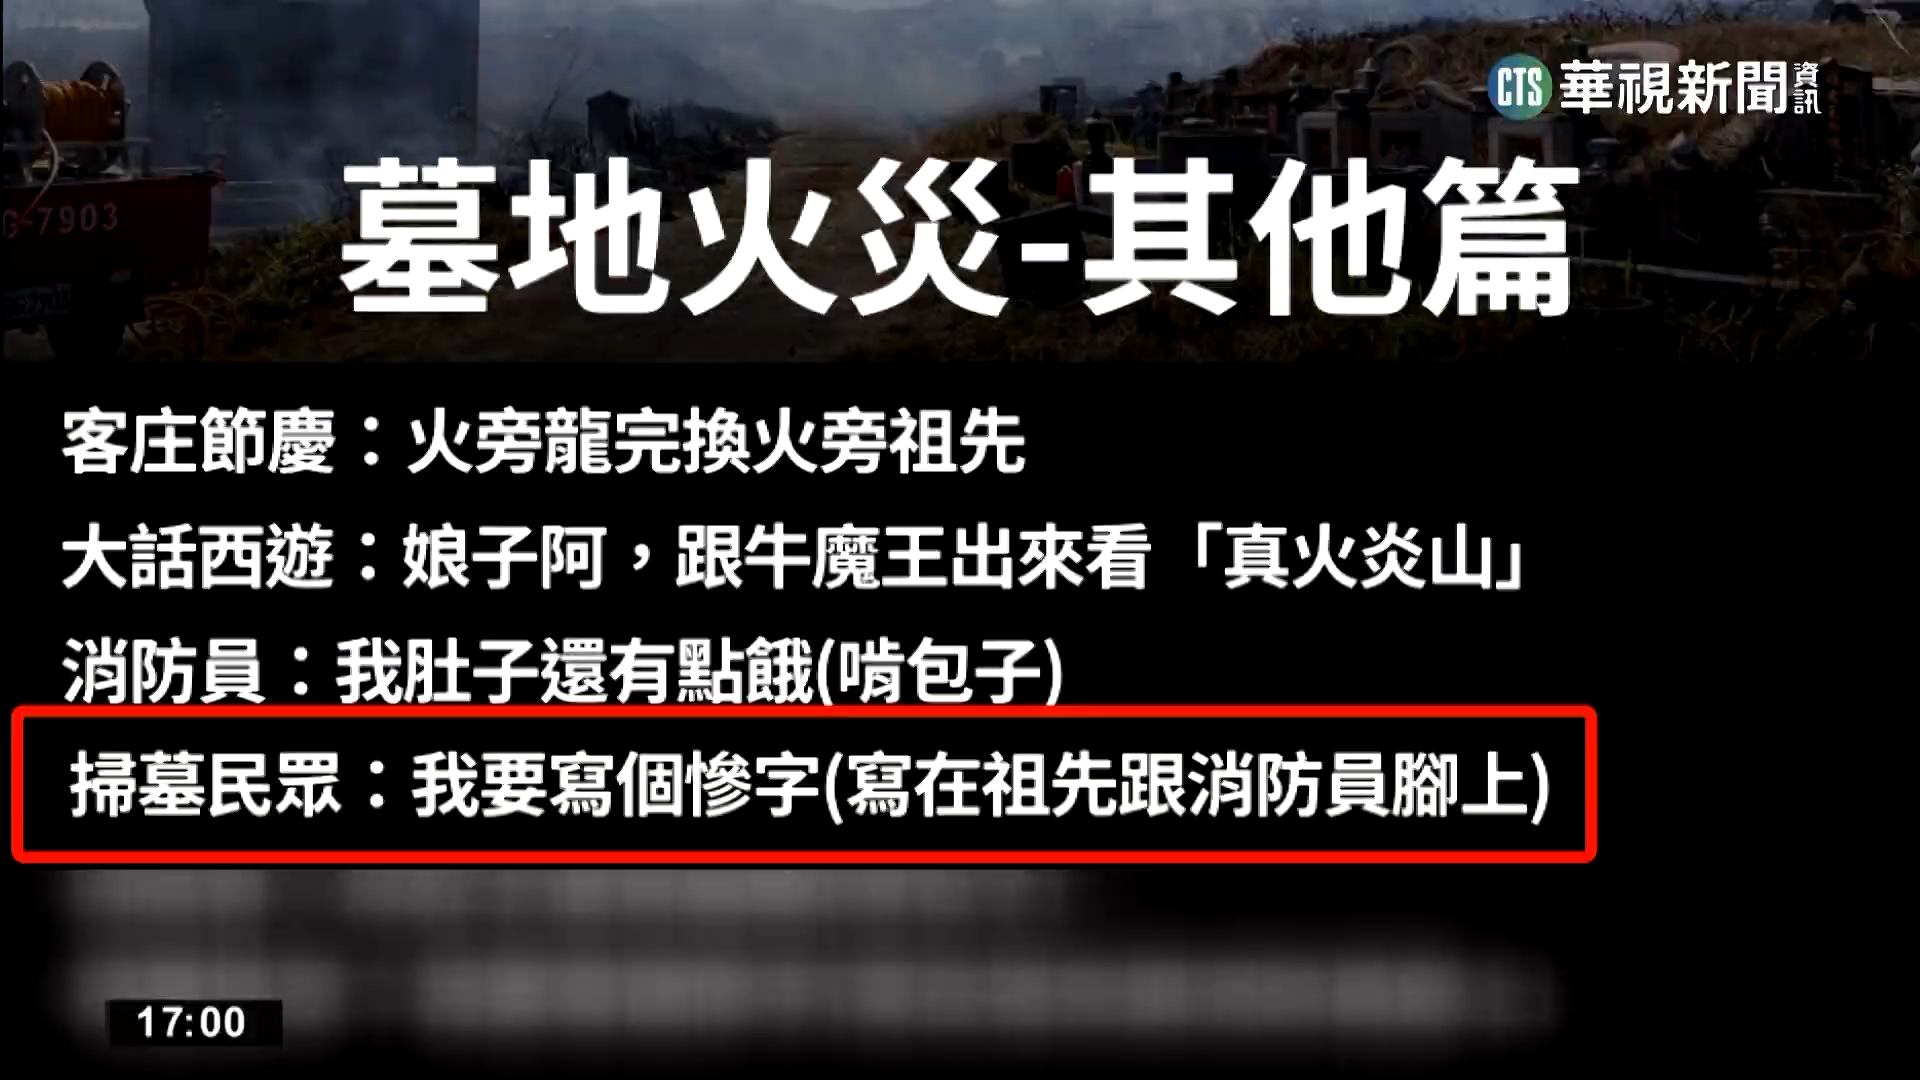 CTS 華視新聞資訊
G-7903
墓地火災-其他篇
客庄節慶：火旁龍完換火旁祖先
大話西遊：娘子阿，跟牛魔王出來看「真火炎山」
消防員：我肚子還有點餓(啃包子)
掃墓民眾：我要寫個慘字(寫在祖先跟消防員腳上)
17:00